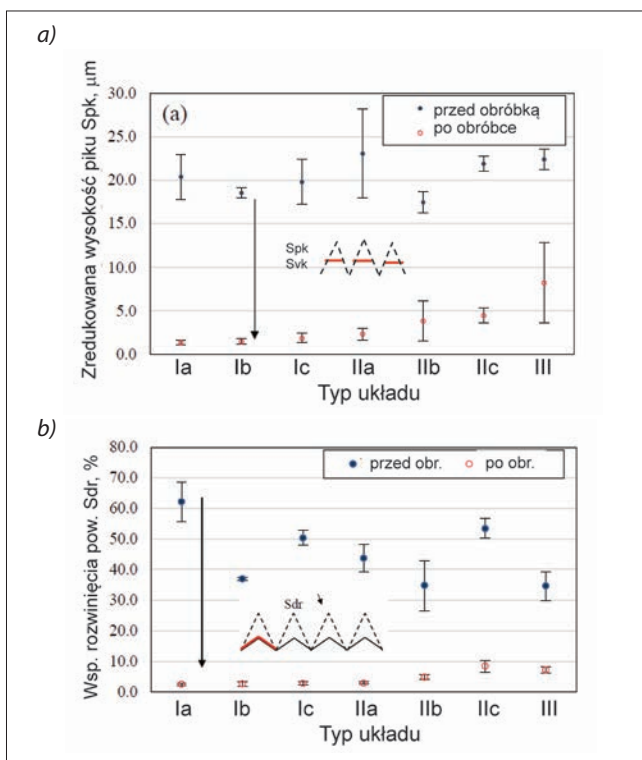 a)
Zredukowana wysokość piku Spk, µm
30.0
25.0
20.0
15.0
10.0
5.0
0.0
(a)
przed obróbką
po obróbce
Spk
Svk
Ia Ib Ic IIa IIb IIc III
Typ układu
b)
Wsp. rozwinięcia pow. Sdr, %
80.0
70.0
60.0
50.0
40.0
30.0
20.0
10.0
0.0
przed obr. po obr.
Sdr
Ia Ib Ic IIa IIb IIc III
Typ układu